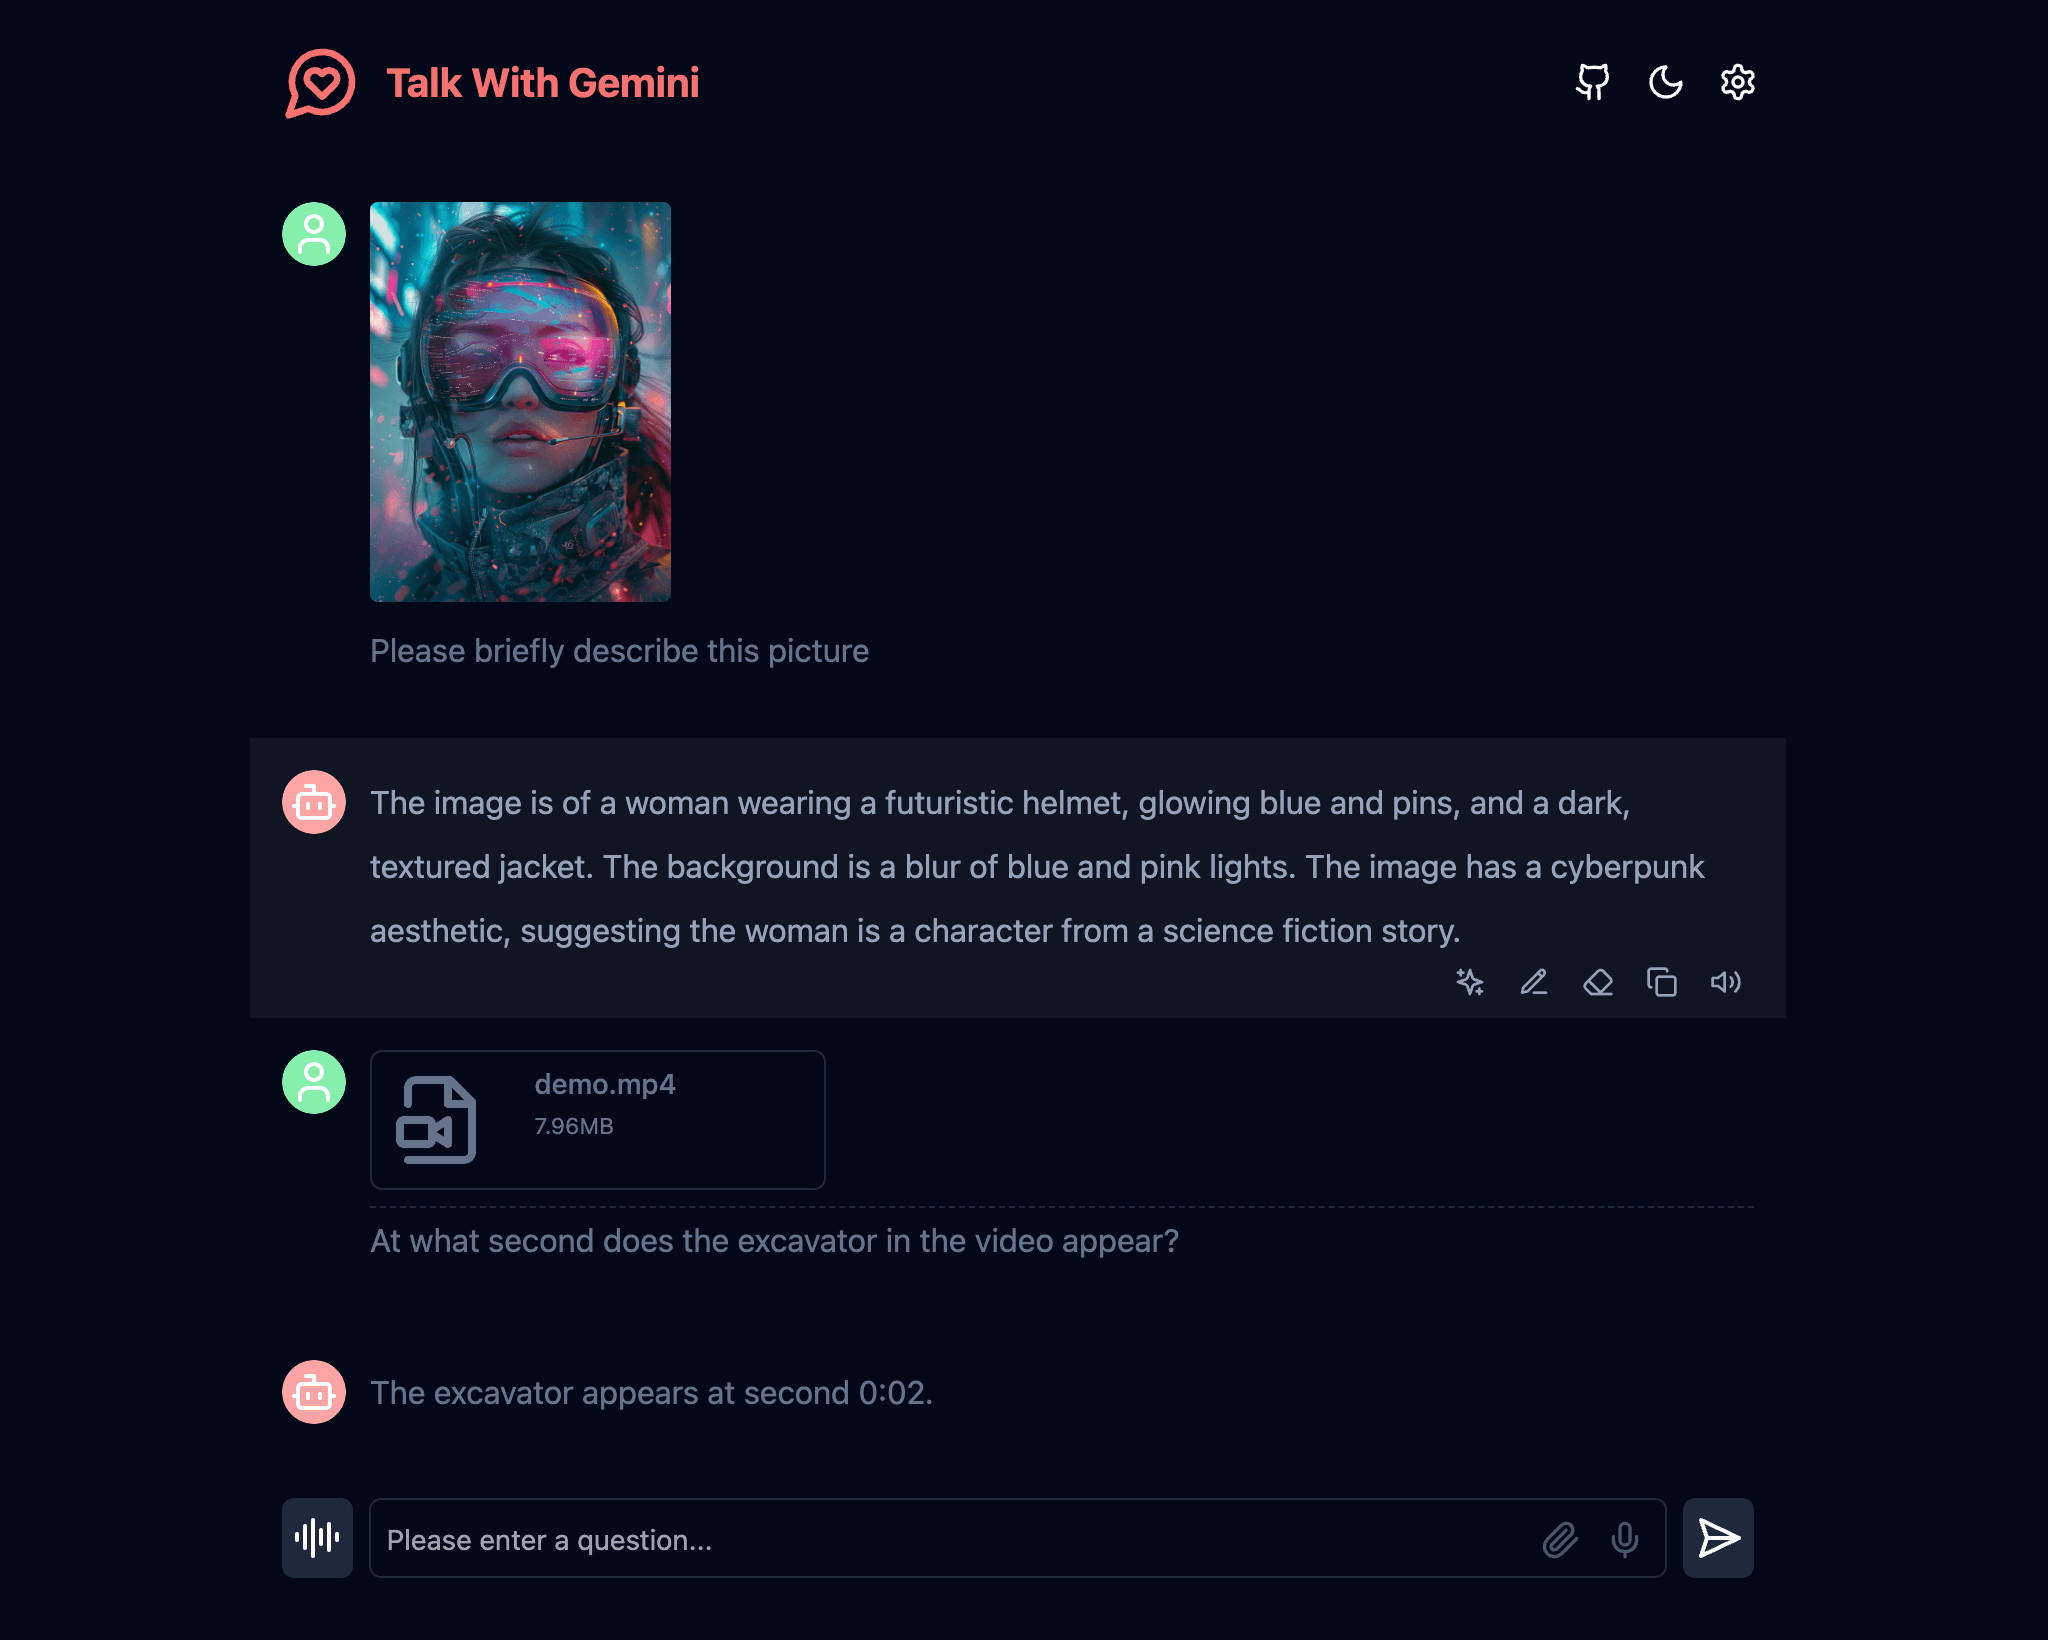 Talk With Gemini
Please briefly describe this picture
The image is of a woman wearing a futuristic helmet, glowing blue and pins, and a dark,
textured jacket. The background is a blur of blue and pink lights. The image has a cyberpunk
aesthetic, suggesting the woman is a character from a science fiction story.
demo.mp4
7.96MB
At what second does the excavator in the video appear?
The excavator appears at second 0:02.
Please enter a question...